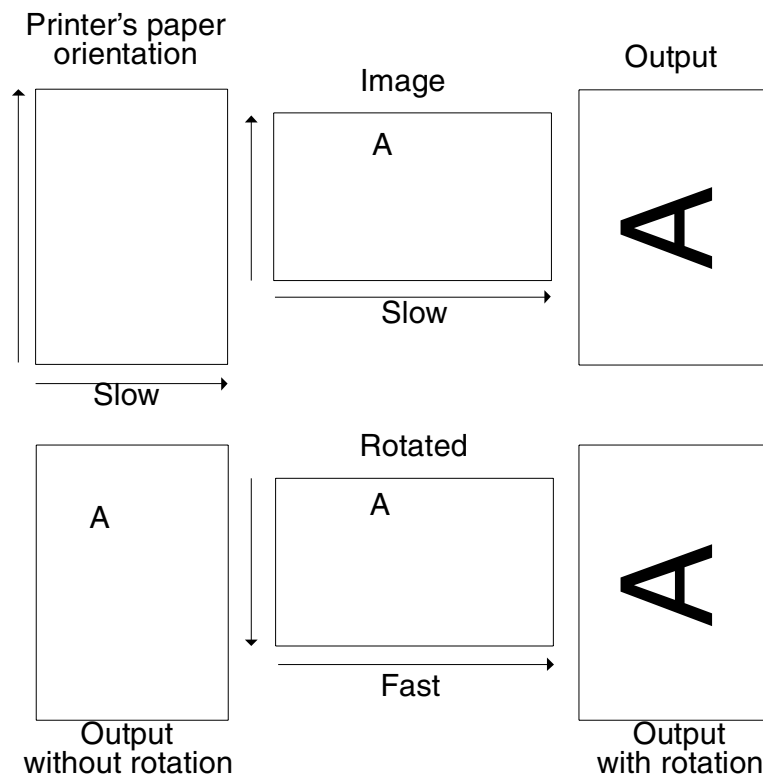 Printer's paper
orientation
Image
Output
A
A
Slow
Slow
Rotated
A
A
A
Fast
Output
without rotation
Output
with rotation